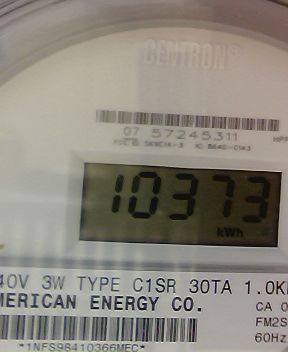 CENTRON®
07 57245311
10373
kWh
40V 3W TYPE C1SR 30TA 1.0K
MERICAN ENERGY CO.
CA 0
FM2S
60Hz
*1NFS98410366MEC*